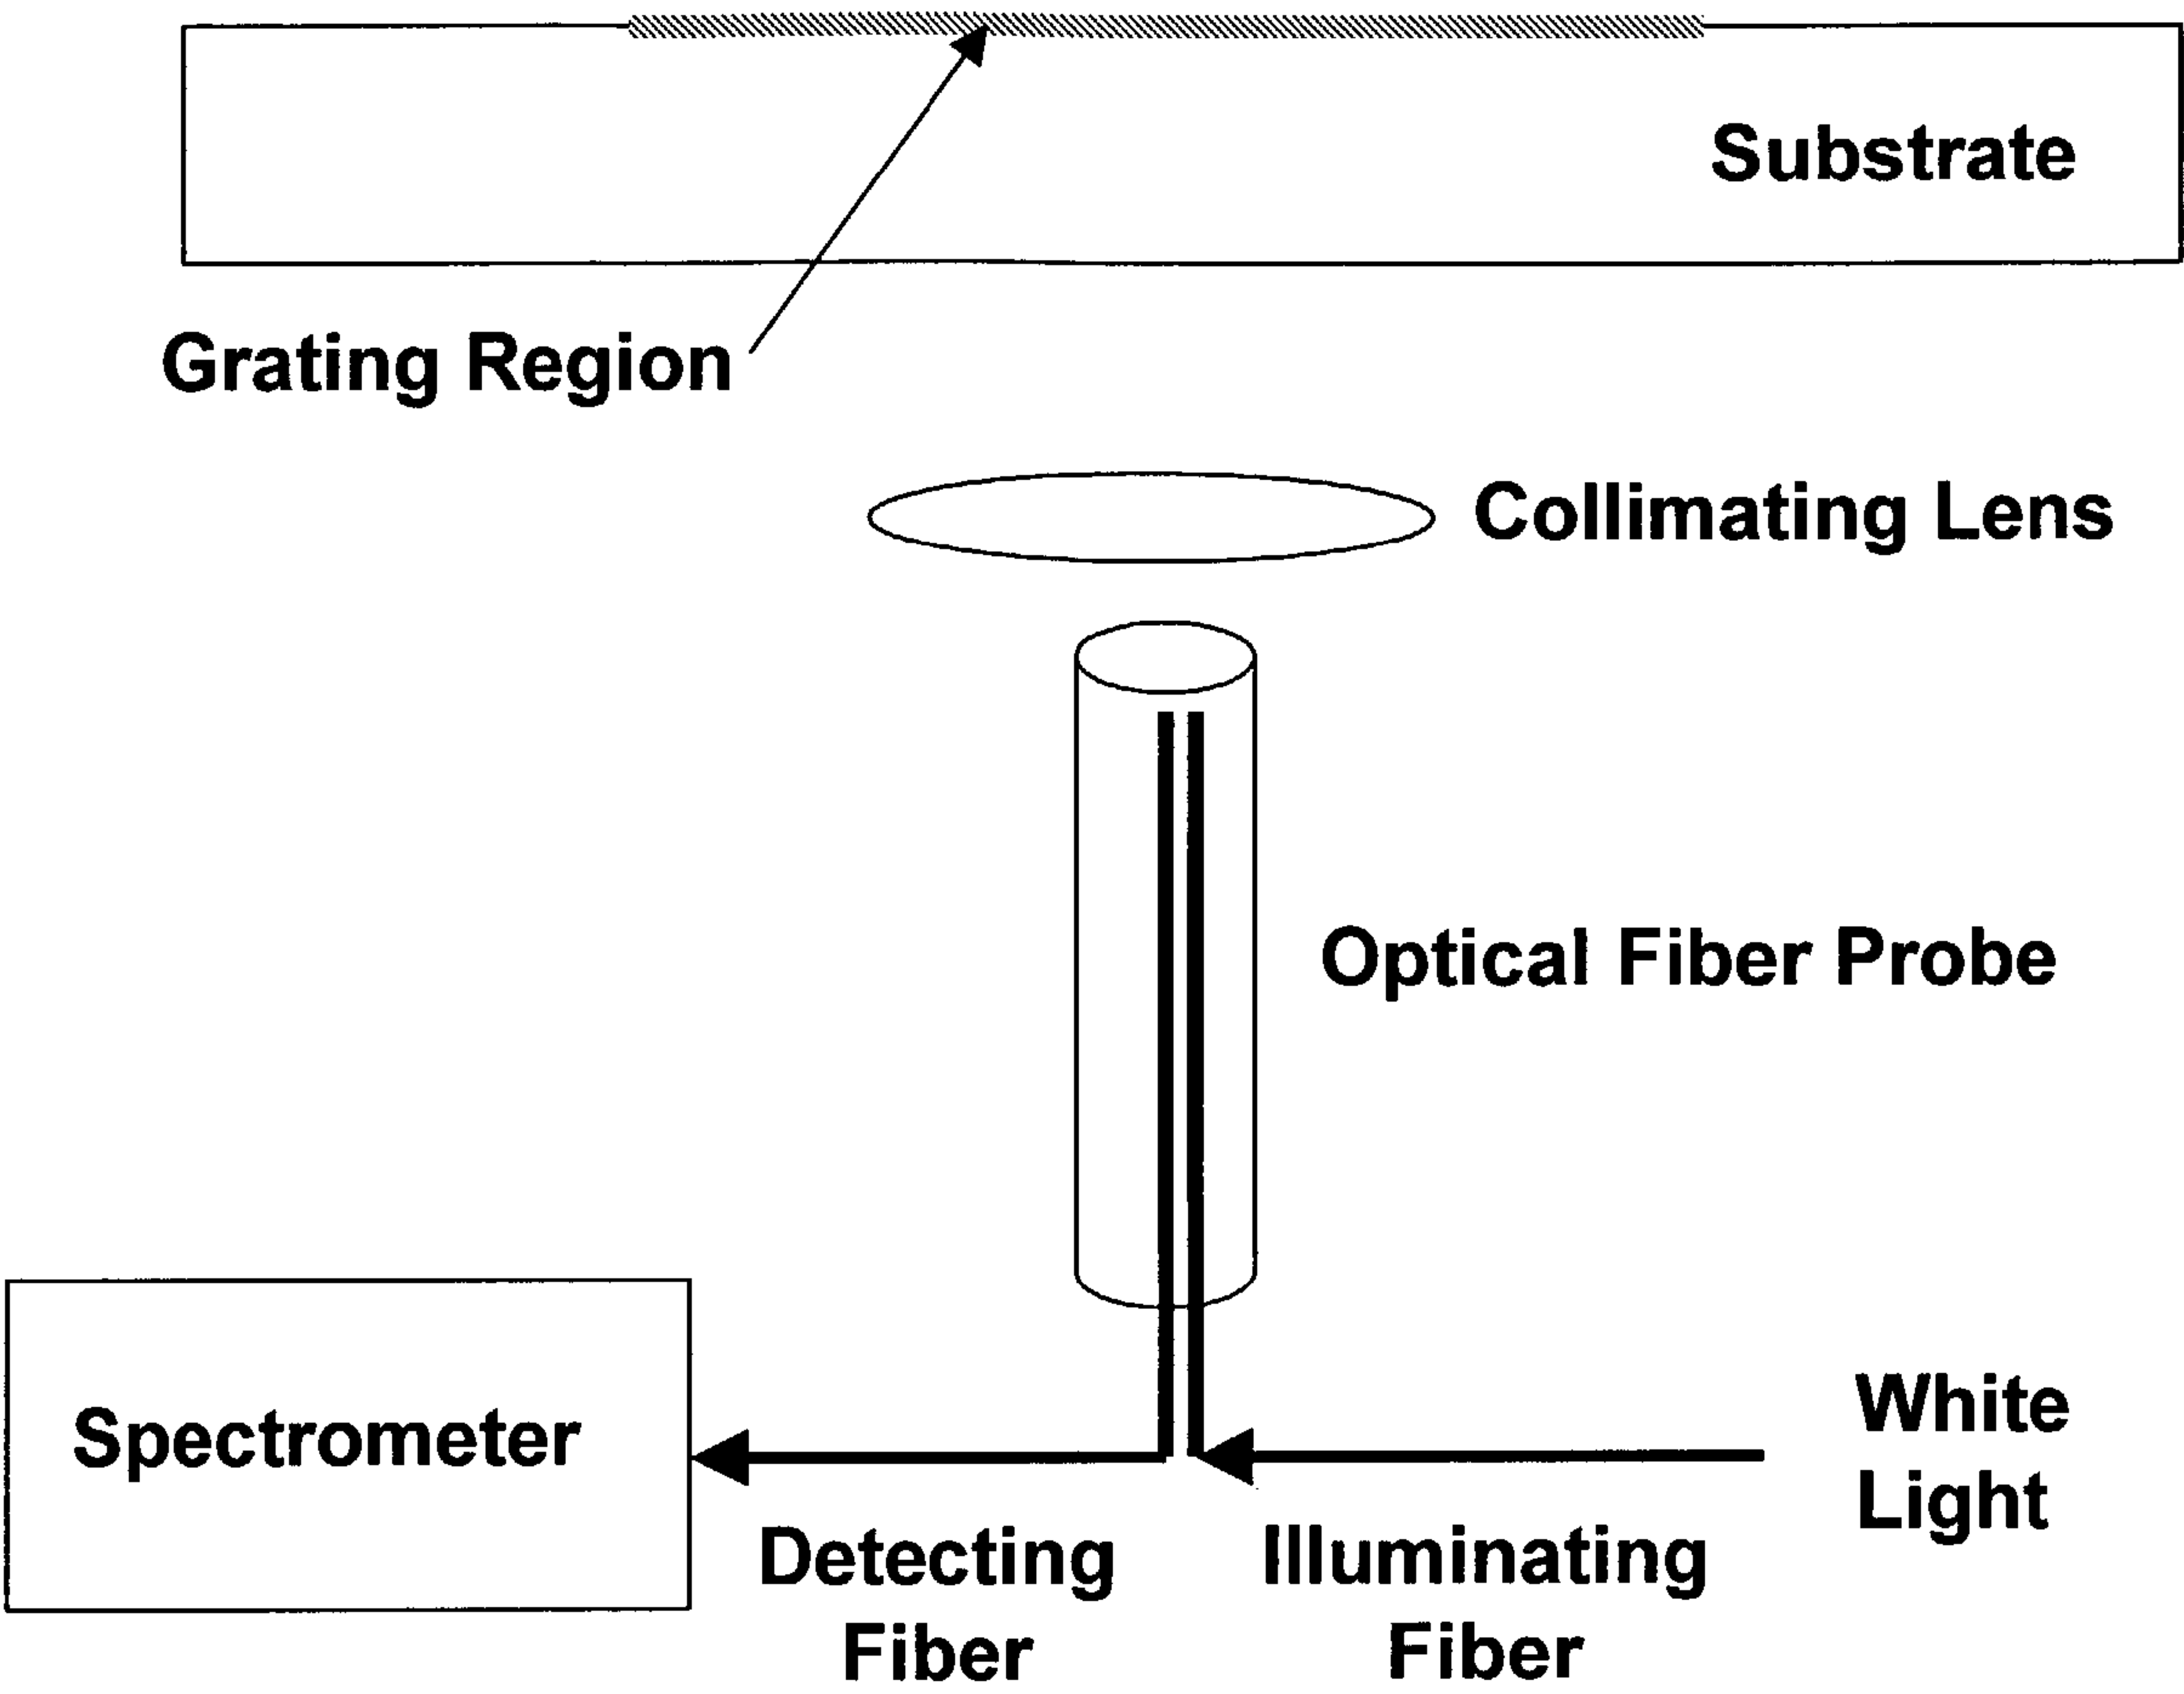 Substrate
Grating Region
Collimating Lens
Optical Fiber Probe
Spectrometer
White
Light
Detecting
Fiber
Illuminating
Fiber